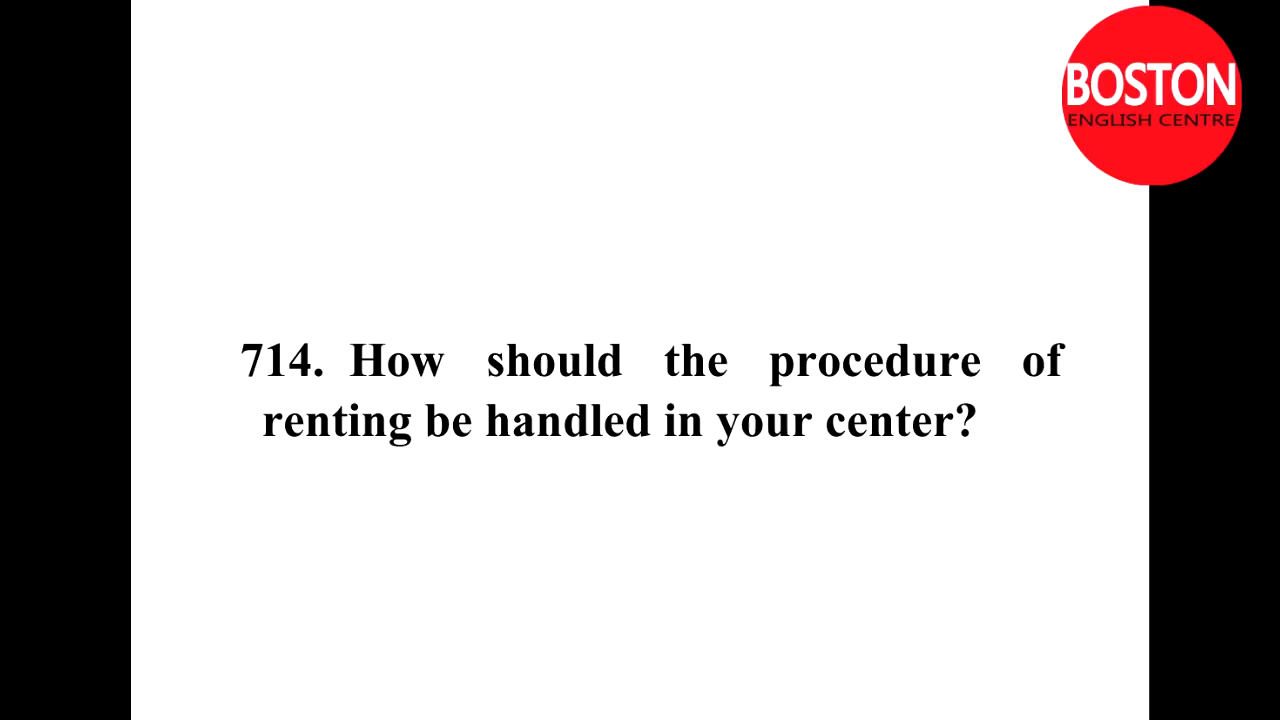 BOSTON
ENGLISH CENTRE
714. How should the procedure of
renting be handled in your center?